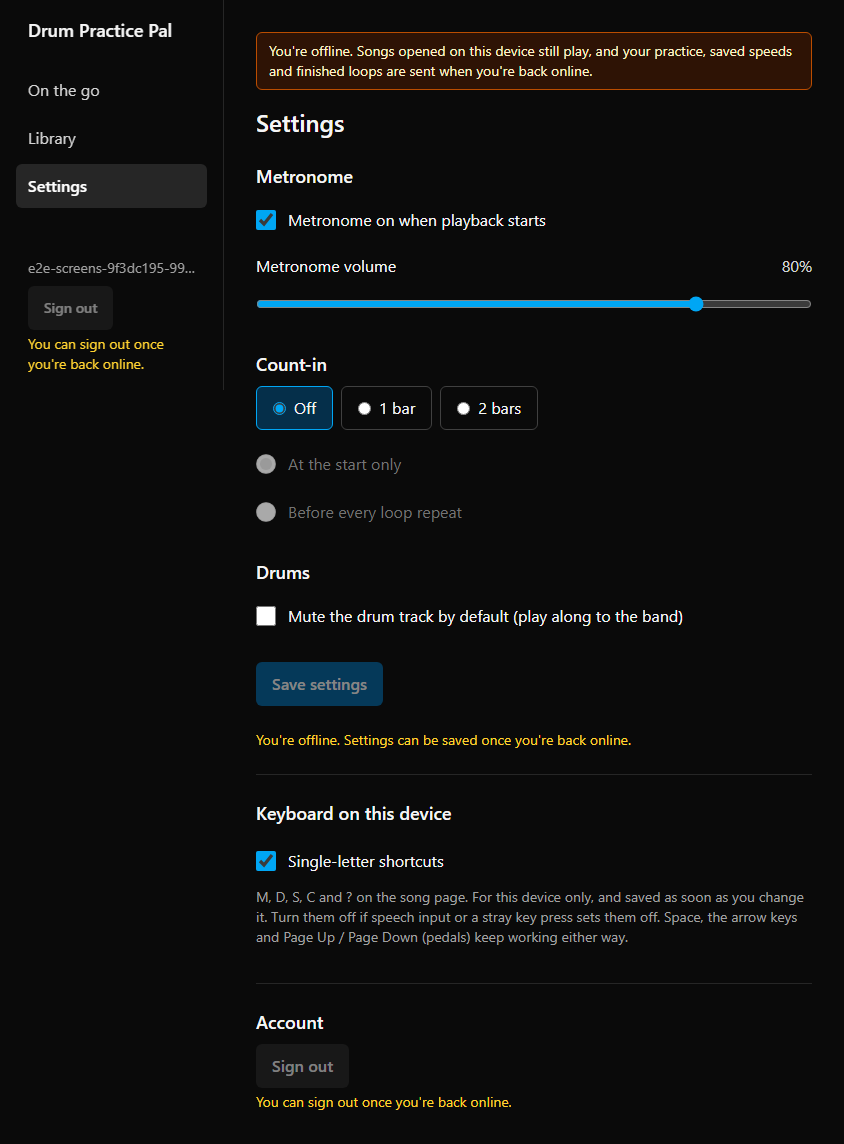 Drum Practice Pal
On the go
Library
Settings
e2e-screens-9f3dc195-99...
Sign out
You can sign out once
you're back online.
You're offline. Songs opened on this device still play, and your practice, saved speeds
and finished loops are sent when you're back online.
Settings
Metronome
Metronome on when playback starts
Metronome volume 80%
Count-in
Off 1 bar 2 bars
At the start only
Before every loop repeat
Drums
Mute the drum track by default (play along to the band)
Save settings
You're offline. Settings can be saved once you're back online.
Keyboard on this device
Single-letter shortcuts
M, D, S, C and ? on the song page. For this device only, and saved as soon as you change
it. Turn them off if speech input or a stray key press sets them off. Space, the arrow keys
and Page Up / Page Down (pedals) keep working either way.
Account
Sign out
You can sign out once you're back online.